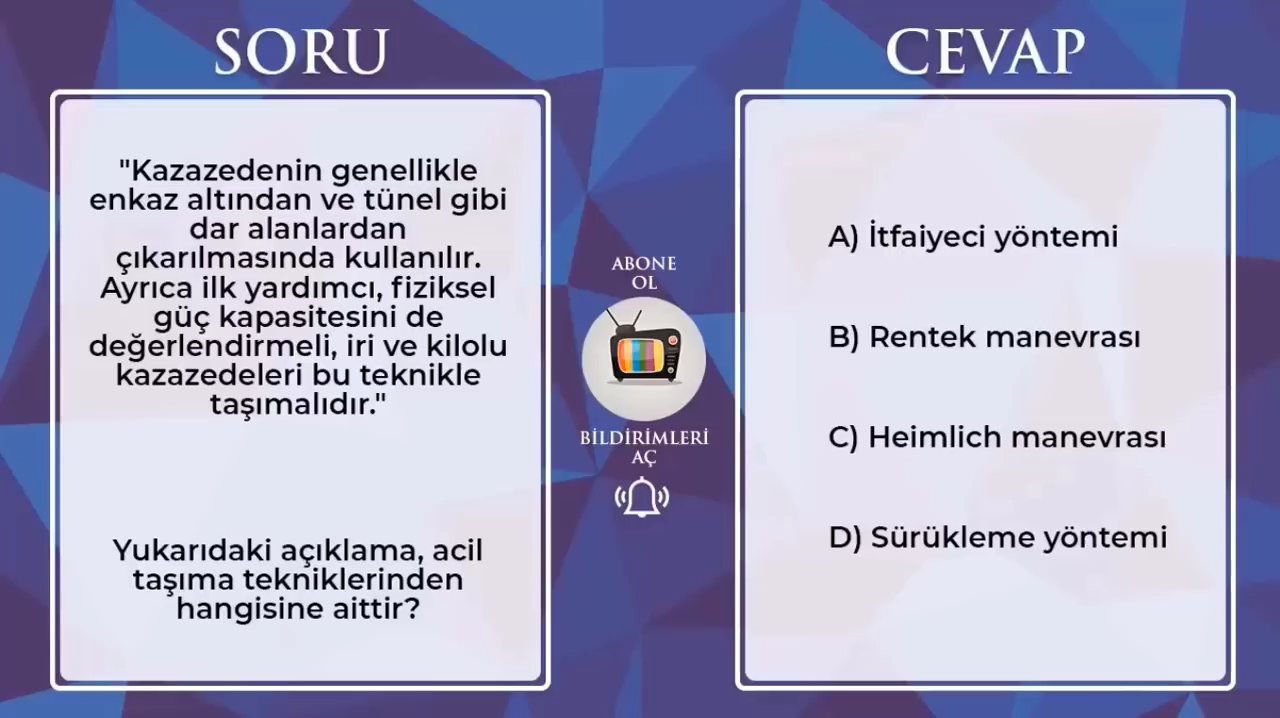 SORU
"Kazazedenin genellikle
enkaz altından ve tünel gibi
dar alanlardan
çıkarılmasında kullanılır.
Ayrıca ilk yardımcı, fiziksel
güç kapasitesini de
değerlendirmeli, iri ve kilolu
kazazedeleri bu teknikle
taşımalıdır."
Yukarıdaki açıklama, acil
taşıma tekniklerinden
hangisine aittir?
ABONE
OL
BİLDİRİMLERİ
AÇ
CEVAP
A) İtfaiyeci yöntemi
B) Rentek manevrası
C) Heimlich manevrası
D) Sürükleme yöntemi